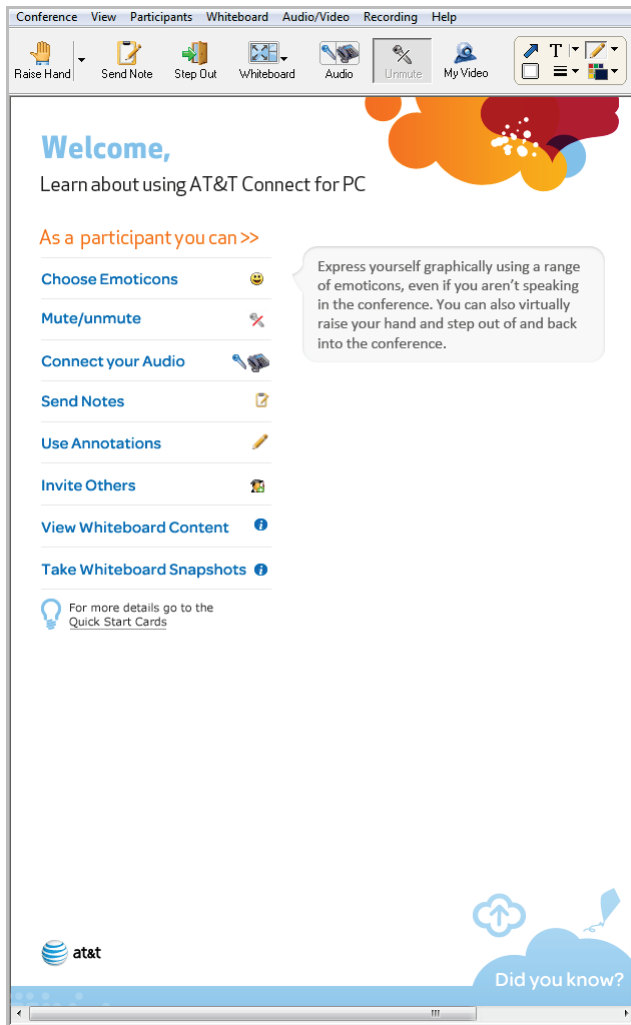 Conference View Participants Whiteboard Audio/Video Recording Help
Raise Hand Send Note Step Out Whiteboard Audio Unmute My Video T
Welcome,
Learn about using AT&T Connect for PC
As a participant you can >>
Choose Emoticons
Mute/unmute
Connect your Audio
Send Notes
Use Annotations
Invite Others
View Whiteboard Content
Take Whiteboard Snapshots
For more details go to the
Quick Start Cards
Express yourself graphically using a range
of emoticons, even if you aren't speaking
in the conference. You can also virtually
raise your hand and step out of and back
into the conference.
at&t
Did you know?